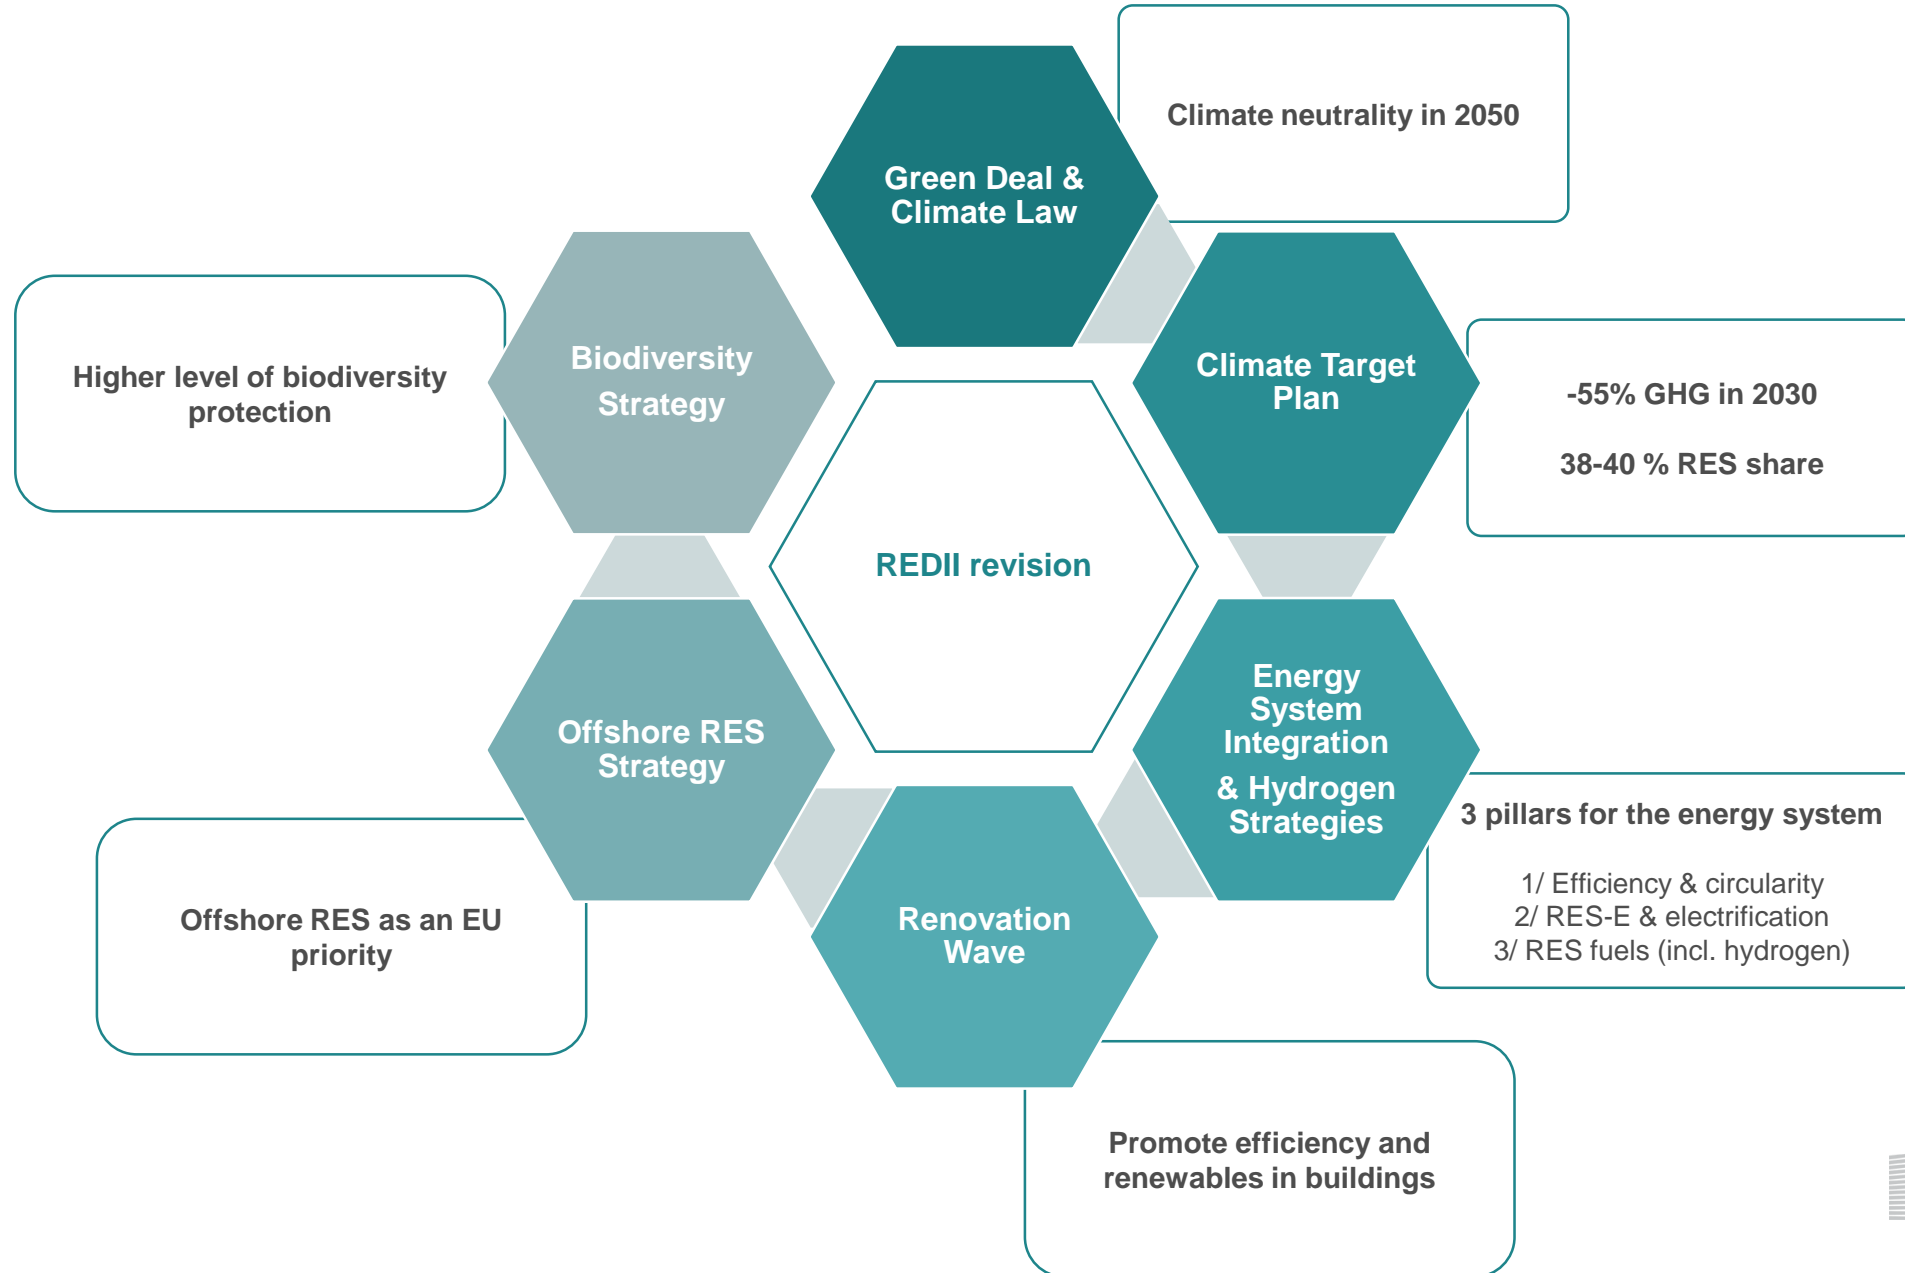 Climate neutrality in 2050
Green Deal &
Climate Law
Climate Target
Plan
-55% GHG in 2030
38-40 % RES share
Energy
System
Integration
& Hydrogen
Strategies
3 pillars for the energy system
1/ Efficiency & circularity
2/ RES-E & electrification
3/ RES fuels (incl. hydrogen)
Renovation
Wave
Promote efficiency and
renewables in buildings
Offshore RES
Strategy
Offshore RES as an EU
priority
Biodiversity
Strategy
Higher level of biodiversity
protection
REDII revision